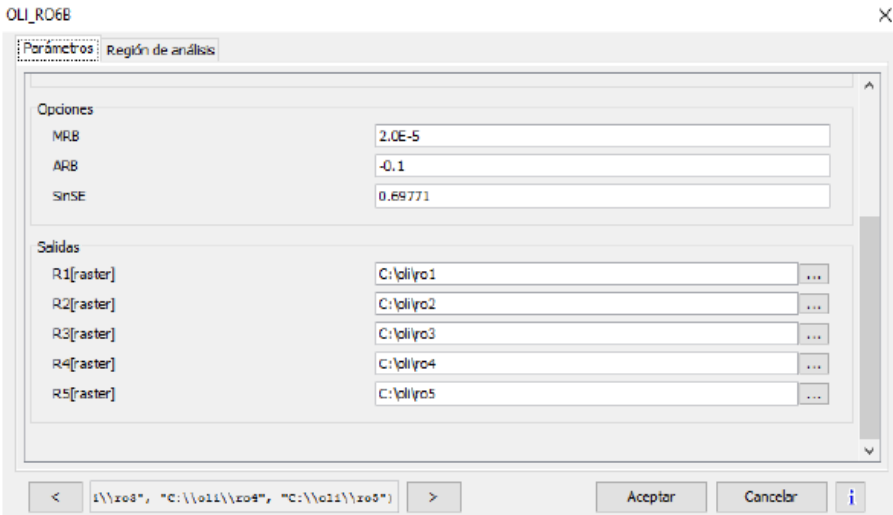 OLI_RO6B
Parámetros Región de análisis
Opciones
MRB 2.0E-5
ARB -0.1
SinSE 0.69771
Salidas
R1[raster] C:\oli\ro1 ...
R2[raster] C:\oli\ro2 ...
R3[raster] C:\oli\ro3 ...
R4[raster] C:\oli\ro4 ...
R5[raster] C:\oli\ro5 ...
< i\\ro3", "C:\\oli\\ro4", "C:\\oli\\ro5") > Aceptar Cancelar i